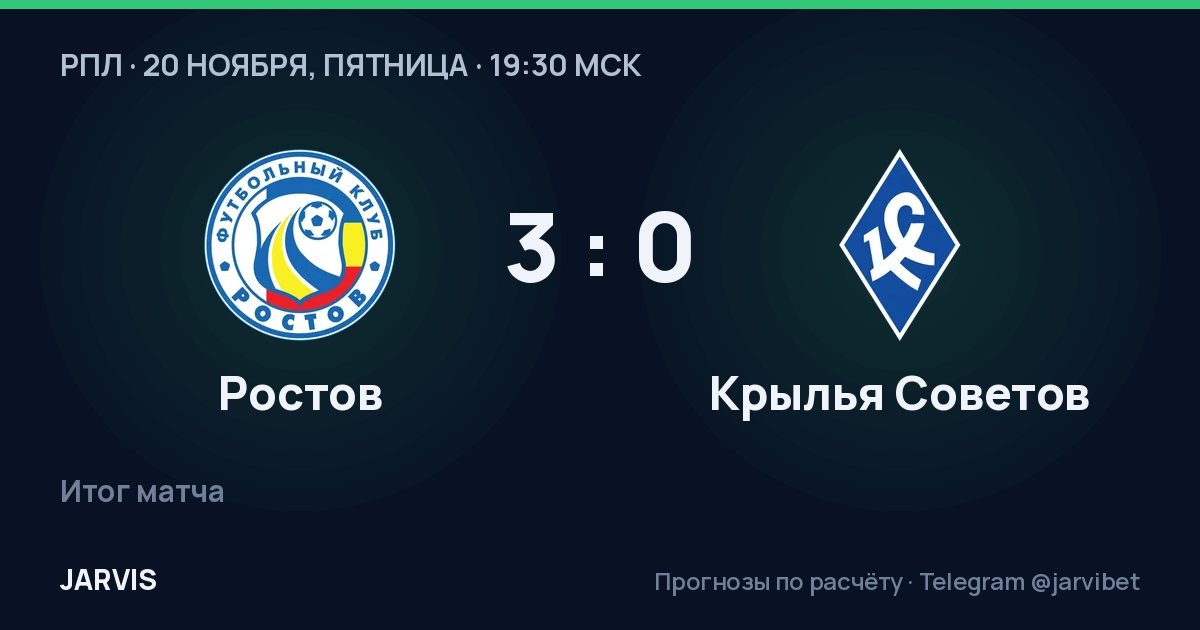 РПЛ · 20 НОЯБРЯ, ПЯТНИЦА · 19:30 МСК
ФУТБОЛЬНЫЙ КЛУБ
РОСТОВ
3 : 0
КС
Ростов
Крылья Советов
Итог матча
JARVIS
Прогнозы по расчёту · Telegram @jarvibet